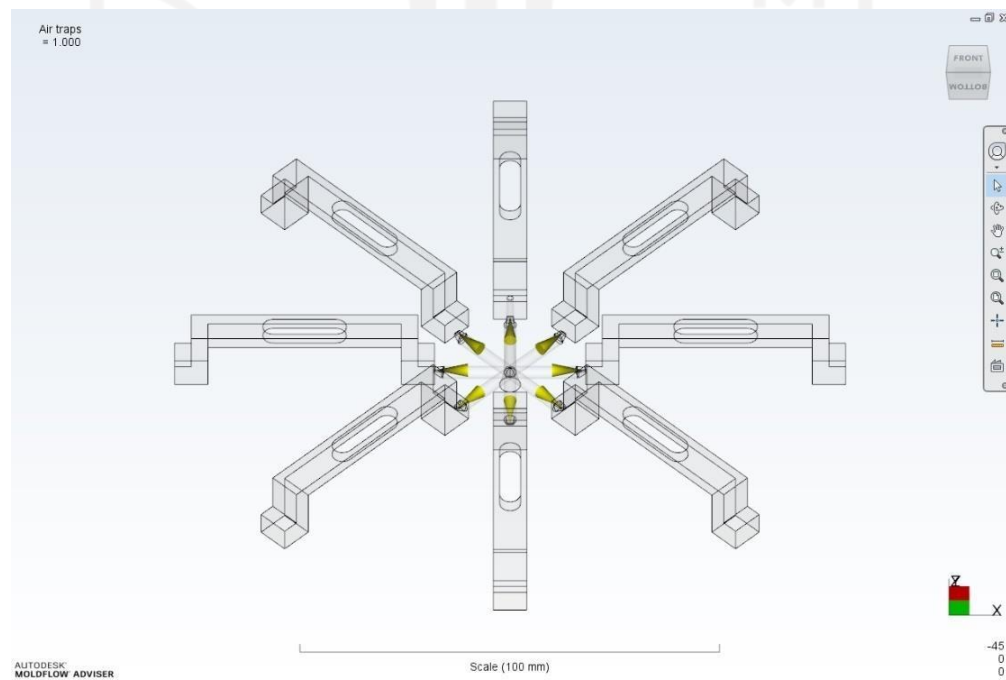 Air traps
= 1.000
FRONT
BOTTOM
X
-45
0
0
Scale (100 mm)
AUTODESK®
MOLDFLOW® ADVISER